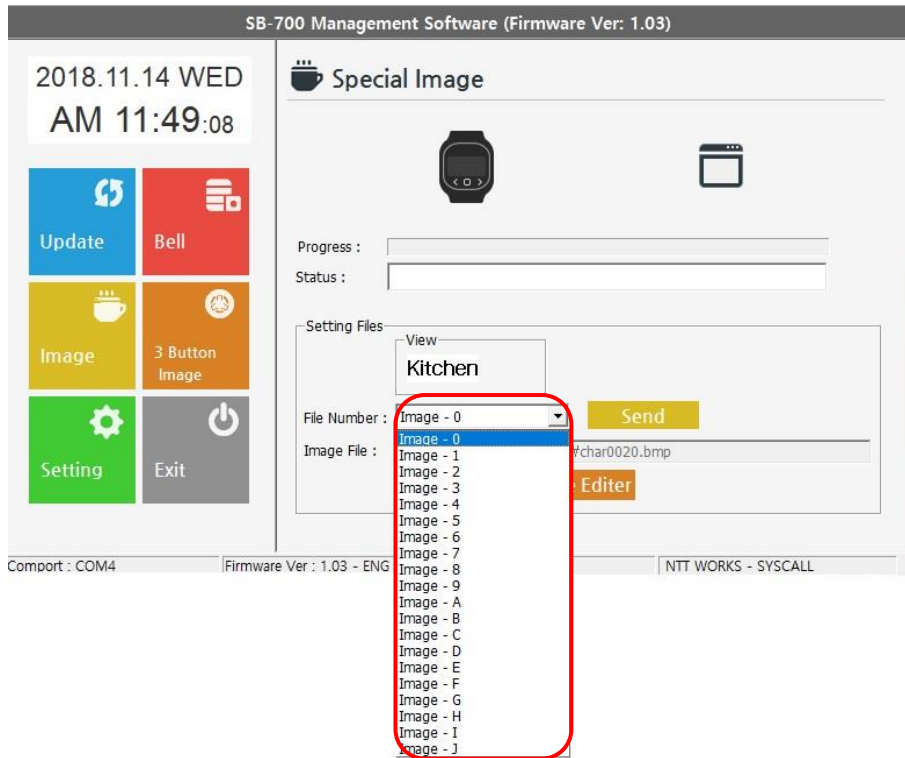 SB-700 Management Software (Firmware Ver: 1.03)
2018.11.14 WED
AM 11:49:08
Special Image
Update
Bell
Image
3 Button
Image
Setting
Exit
Progress :
Status :
Setting Files
View
Kitchen
File Number :
Image - 0
Send
Image File :
char0020.bmp
Editer
Image - 0
Image - 1
Image - 2
Image - 3
Image - 4
Image - 5
Image - 6
Image - 7
Image - 8
Image - 9
Image - A
Image - B
Image - C
Image - D
Image - E
Image - F
Image - G
Image - H
Image - I
Image - J
Comport : COM4
Firmware Ver : 1.03 - ENG
NTT WORKS - SYSCALL